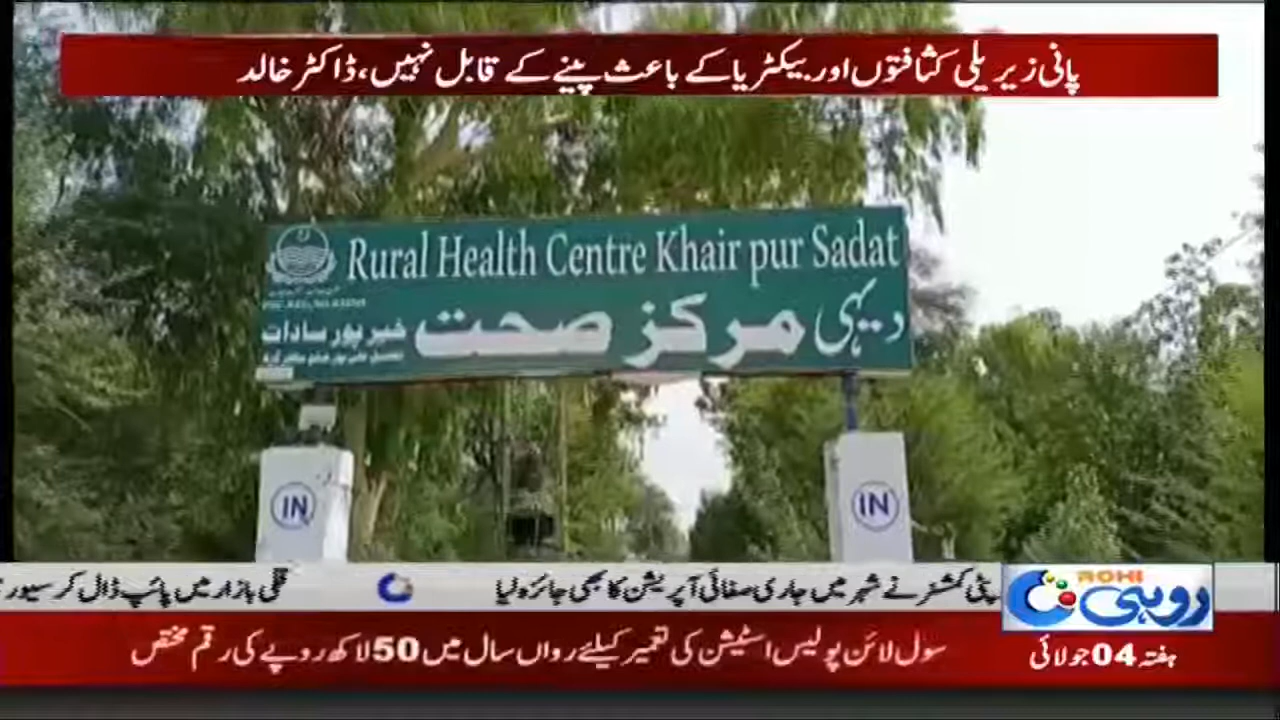 پانی زہریلی کثافتوں اور بیکٹریا کے باعث پینے کے قابل نہیں، ڈاکٹر خالد
Rural Health Centre Khair pur Sadat
دیہی مرکز صحت خیر پور سادات
IN
IN
پٹی کمشنر نے شہر میں جاری صفائی آپریشن کا بھی جائزہ لیا
قلی بازار میں پائپ ڈال کر سیور
ROHI
روہی
سول لائن پولیس اسٹیشن کی تعمیر کیلئے رواں سال میں 50 لاکھ روپے کی رقم مختص
ہفتہ 04 جولائی